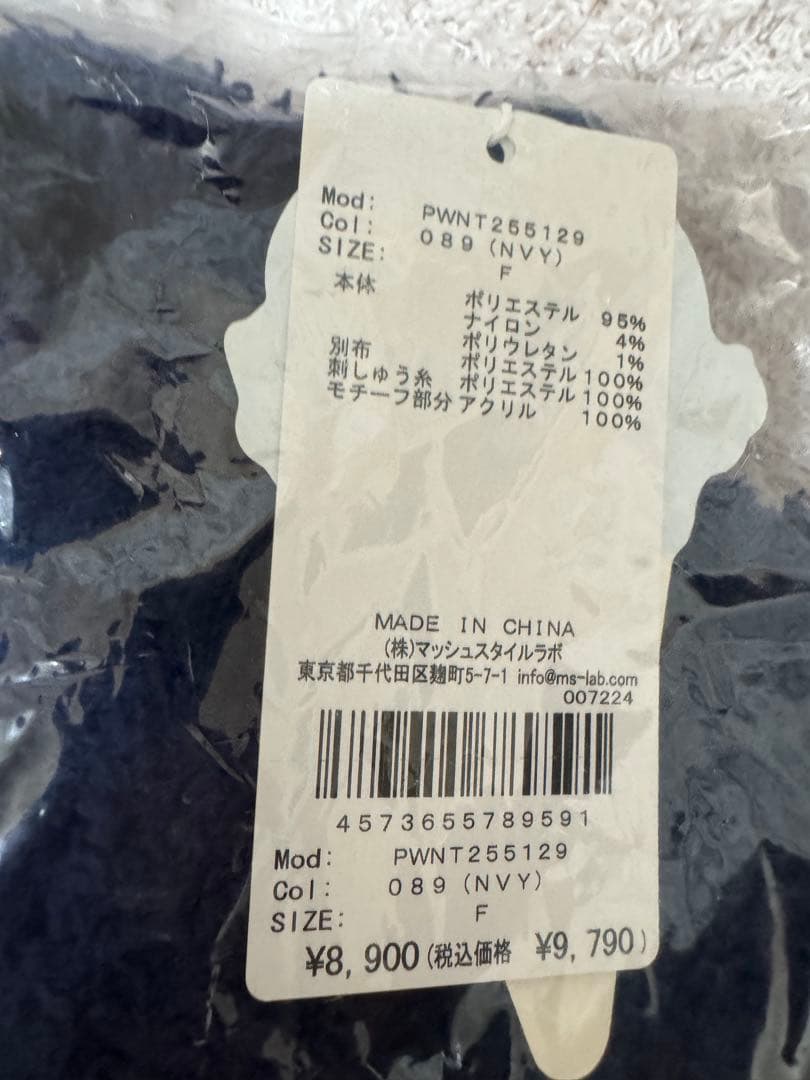 Mod: PWNT255129
Col: 089 (NVY)
SIZE: F
本体 ポリエステル 95%
ナイロン 4%
ポリウレタン 1%
別布 ポリエステル 100%
刺しゅう糸 ポリエステル 100%
モチーフ部分 アクリル 100%
MADE IN CHINA
(株)マッシュスタイルラボ
東京都千代田区麹町5-7-1 info@ms-lab.com
007224
4573655789591
Mod: PWNT255129
Col: 089 (NVY)
SIZE: F
¥8,900(税込価格 ¥9,790)